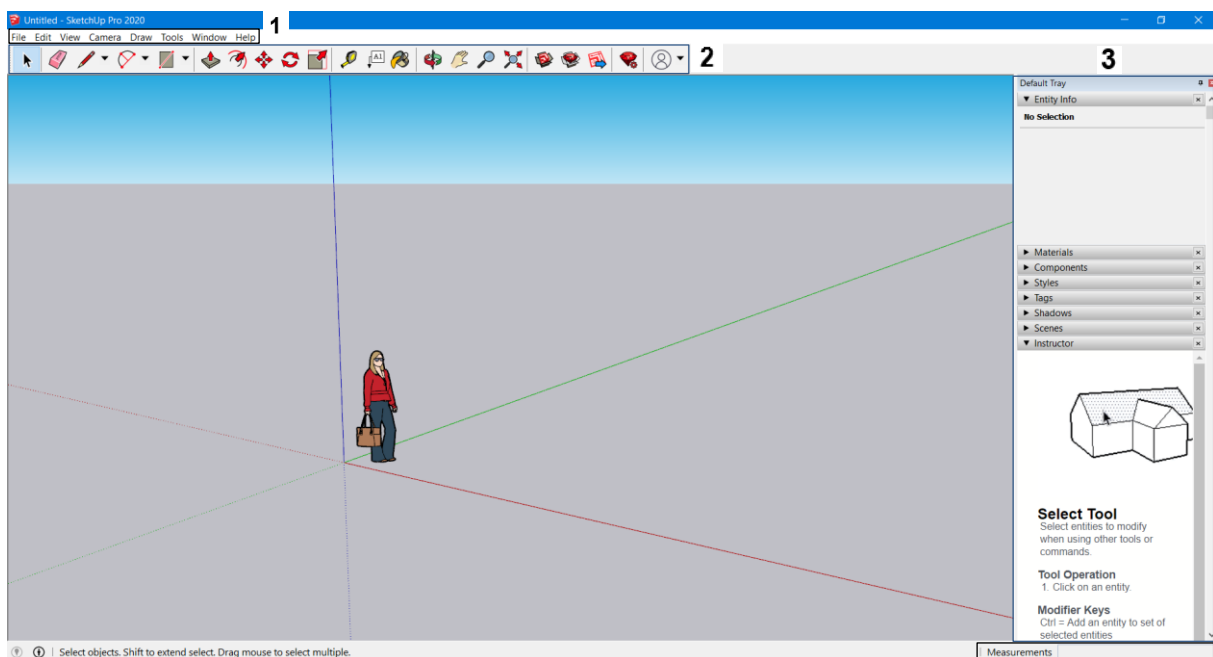 Untitled - SketchUp Pro 2020
1
File Edit View Camera Draw Tools Window Help
A1
2
3
Default Tray
Entity Info
No Selection
Materials
Components
Styles
Tags
Shadows
Scenes
Instructor
Select Tool
Select entities to modify
when using other tools or
commands.
Tool Operation
1. Click on an entity.
Modifier Keys
Ctrl = Add an entity to set of
selected entities
Select objects. Shift to extend select. Drag mouse to select multiple.
Measurements